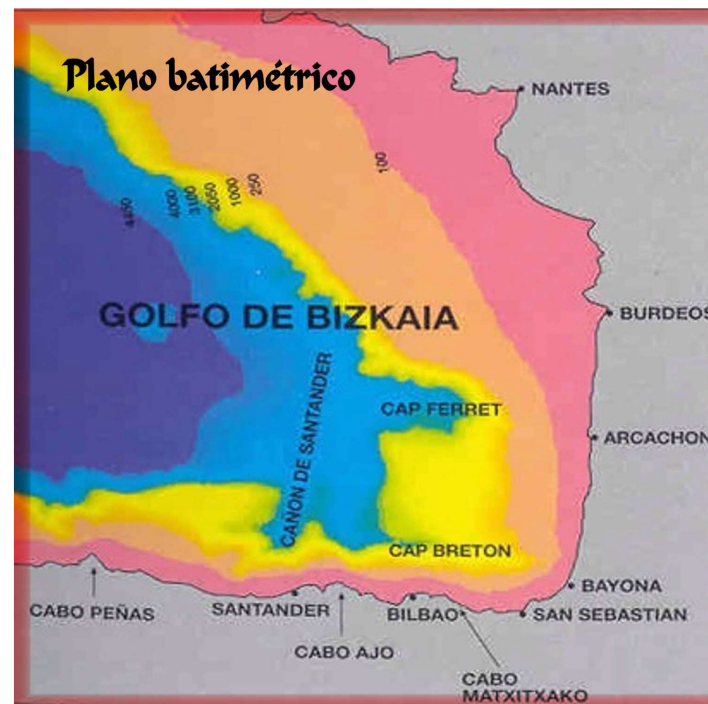 Plano batimétrico
NANTES
100
250
1000
2050
3100
4000
4450
GOLFO DE BIZKAIA
BURDEOS
CAÑON DE SANTANDER
CAP FERRET
ARCACHON
CAP BRETON
BAYONA
CABO PEÑAS
SANTANDER
BILBAO
SAN SEBASTIAN
CABO AJO
CABO
MATXITXAKO